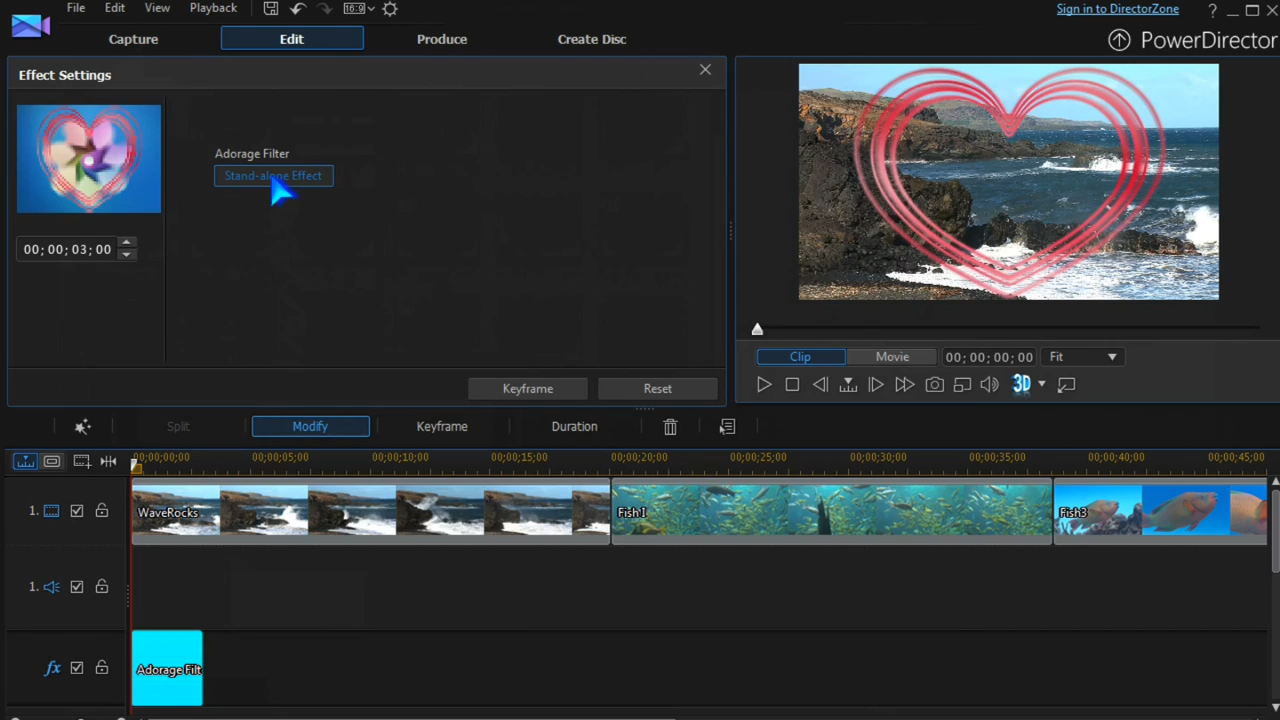 File Edit View Playback
16:9
Sign in to DirectorZone ?
Capture Edit Produce Create Disc
PowerDirector
Effect Settings
Adorage Filter
Stand-alone Effect
00; 00; 03; 00
Keyframe Reset
Clip Movie 00; 00; 00; 00 Fit
3D
Split Modify Keyframe Duration
00;00;00;00 00;00;05;00 00;00;10;00 00;00;15;00 00;00;20;00 00;00;25;00 00;00;30;00 00;00;35;00 00;00;40;00 00;00;45;00
1. WaveRocks Fish1 Fish3
1.
fx Adorage Filt